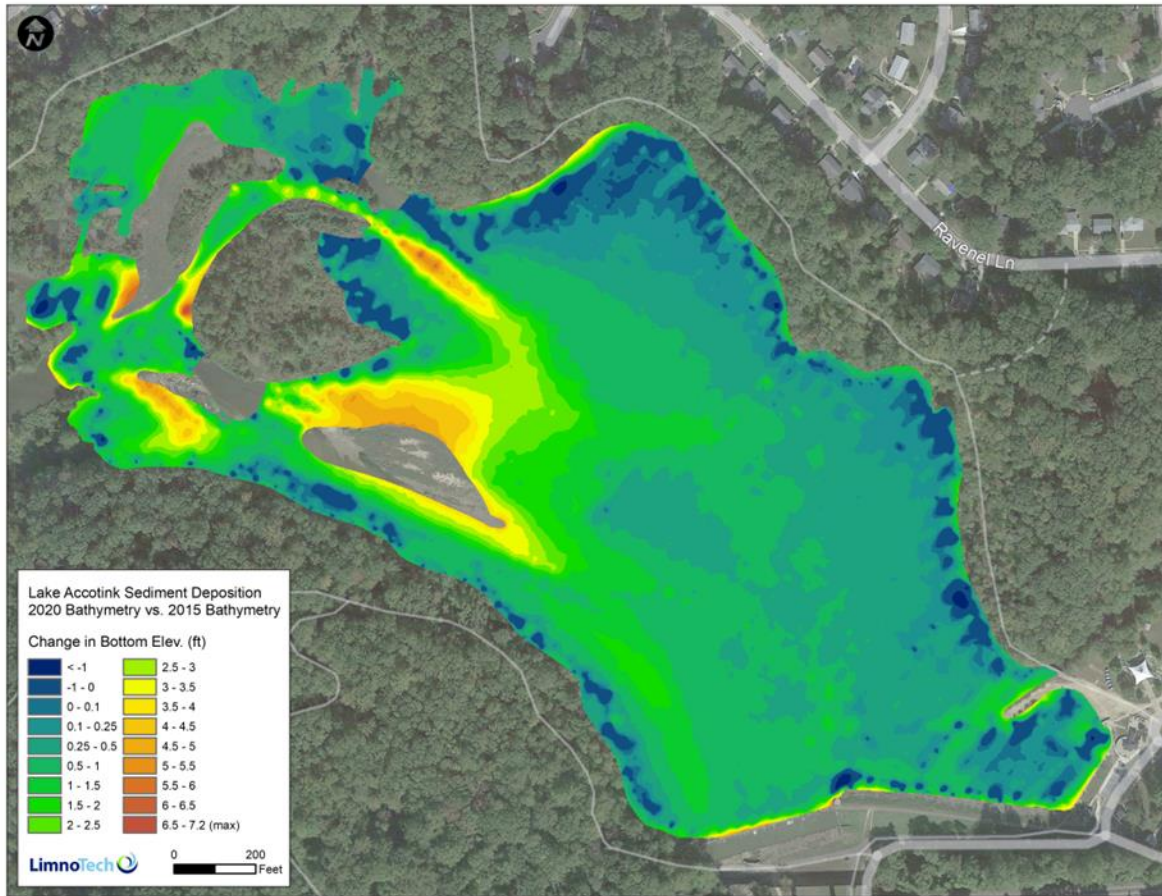 N
Ravenel Ln
Lake Accotink Sediment Deposition
2020 Bathymetry vs. 2015 Bathymetry
Change in Bottom Elev. (ft)
< -1
-1 - 0
0 - 0.1
0.1 - 0.25
0.25 - 0.5
0.5 - 1
1 - 1.5
1.5 - 2
2 - 2.5
2.5 - 3
3 - 3.5
3.5 - 4
4 - 4.5
4.5 - 5
5 - 5.5
5.5 - 6
6 - 6.5
6.5 - 7.2 (max)
LimnoTech
0 200
Feet